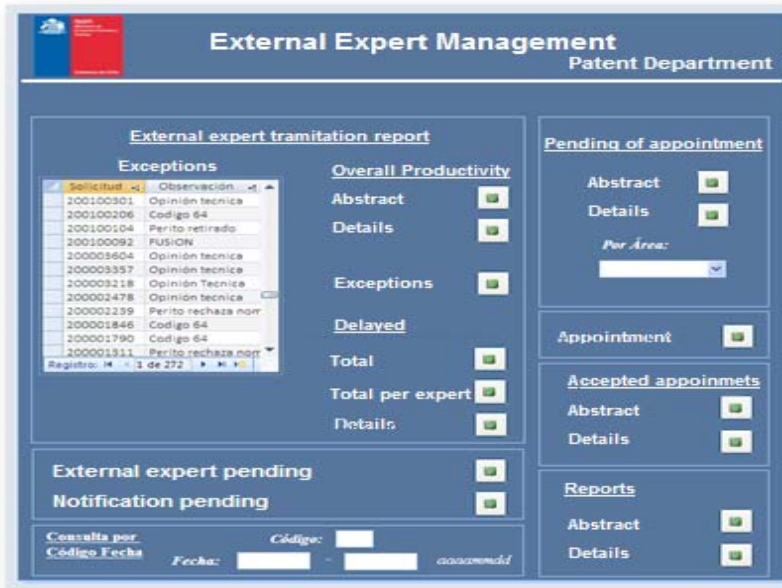 External Expert Management
Patent Department
External expert tramitation report
Exceptions
Solicitud Observación
200100301 Opinión tecnica
200100206 Codigo 64
200100104 Perito retirado
200100092 FUSION
200003604 Opinión tecnica
200003357 Opinión tecnica
200003218 Opinión Tecnica
200002478 Opinión tecnica
200002239 Perito rechaza nom
200001846 Codigo 64
200001790 Codigo 64
200001511 Perito rechaza nom
Registro: 1 de 272
Overall Productivity
Abstract
Details
Exceptions
Delayed
Total
Total per expert
Details
External expert pending
Notification pending
Consulta por
Código Fecha
Código:
Fecha: - aaaammdd
Pending of appointment
Abstract
Details
Por Área:
Appointment
Accepted appoinmets
Abstract
Details
Reports
Abstract
Details